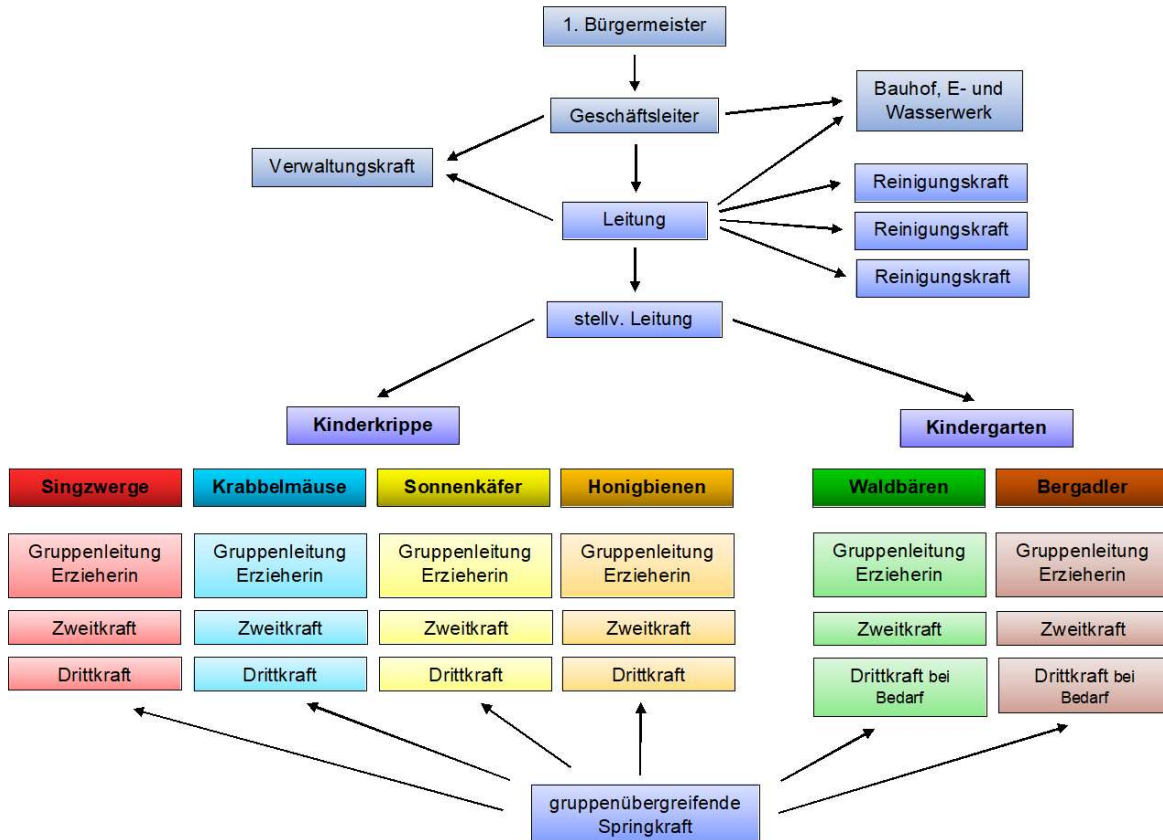 1. Bürgermeister
Geschäftsleiter
Bauhof, E- und
Wasserwerk
Verwaltungskraft
Leitung
Reinigungskraft
Reinigungskraft
Reinigungskraft
stellv. Leitung
Kinderkrippe
Kindergarten
Singzwerge
Krabbelmäuse
Sonnenkäfer
Honigbienen
Waldbären
Bergadler
Gruppenleitung
Erzieherin
Gruppenleitung
Erzieherin
Gruppenleitung
Erzieherin
Gruppenleitung
Erzieherin
Gruppenleitung
Erzieherin
Gruppenleitung
Erzieherin
Zweitkraft
Zweitkraft
Zweitkraft
Zweitkraft
Zweitkraft
Zweitkraft
Drittkraft
Drittkraft
Drittkraft
Drittkraft
Drittkraft bei
Bedarf
Drittkraft bei
Bedarf
gruppenübergreifende
Springkraft